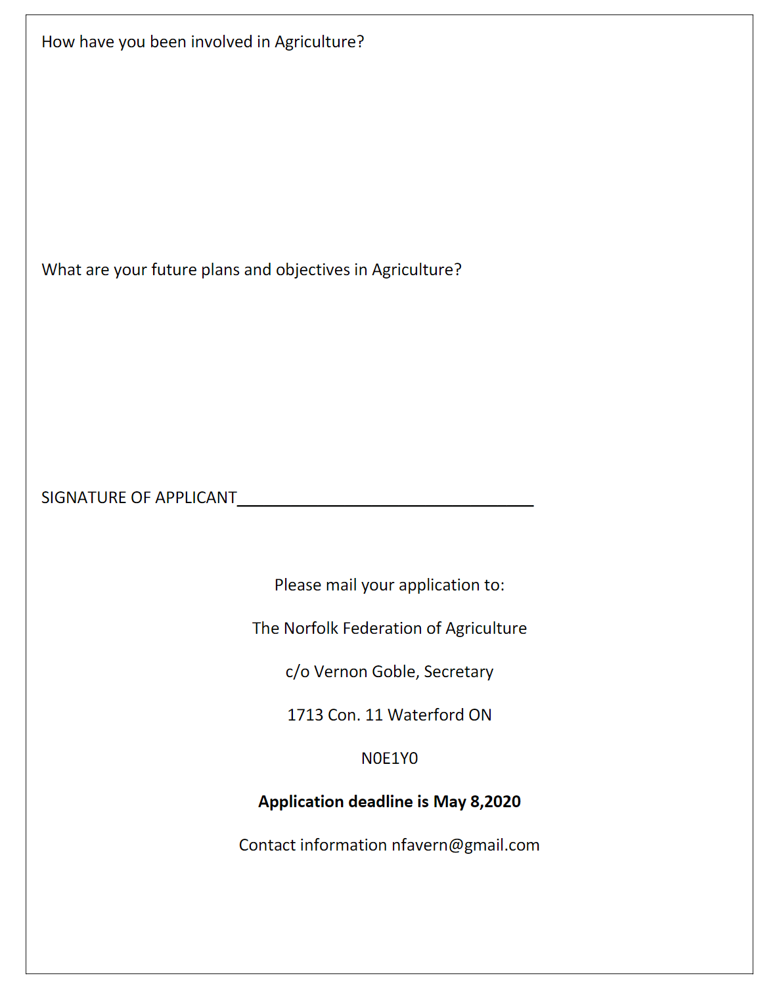 How have you been involved in Agriculture?
What are your future plans and objectives in Agriculture?
SIGNATURE OF APPLICANT__________________________________
Please mail your application to:
The Norfolk Federation of Agriculture
c/o Vernon Goble, Secretary
1713 Con. 11 Waterford ON
N0E1Y0
Application deadline is May 8,2020
Contact information nfavern@gmail.com